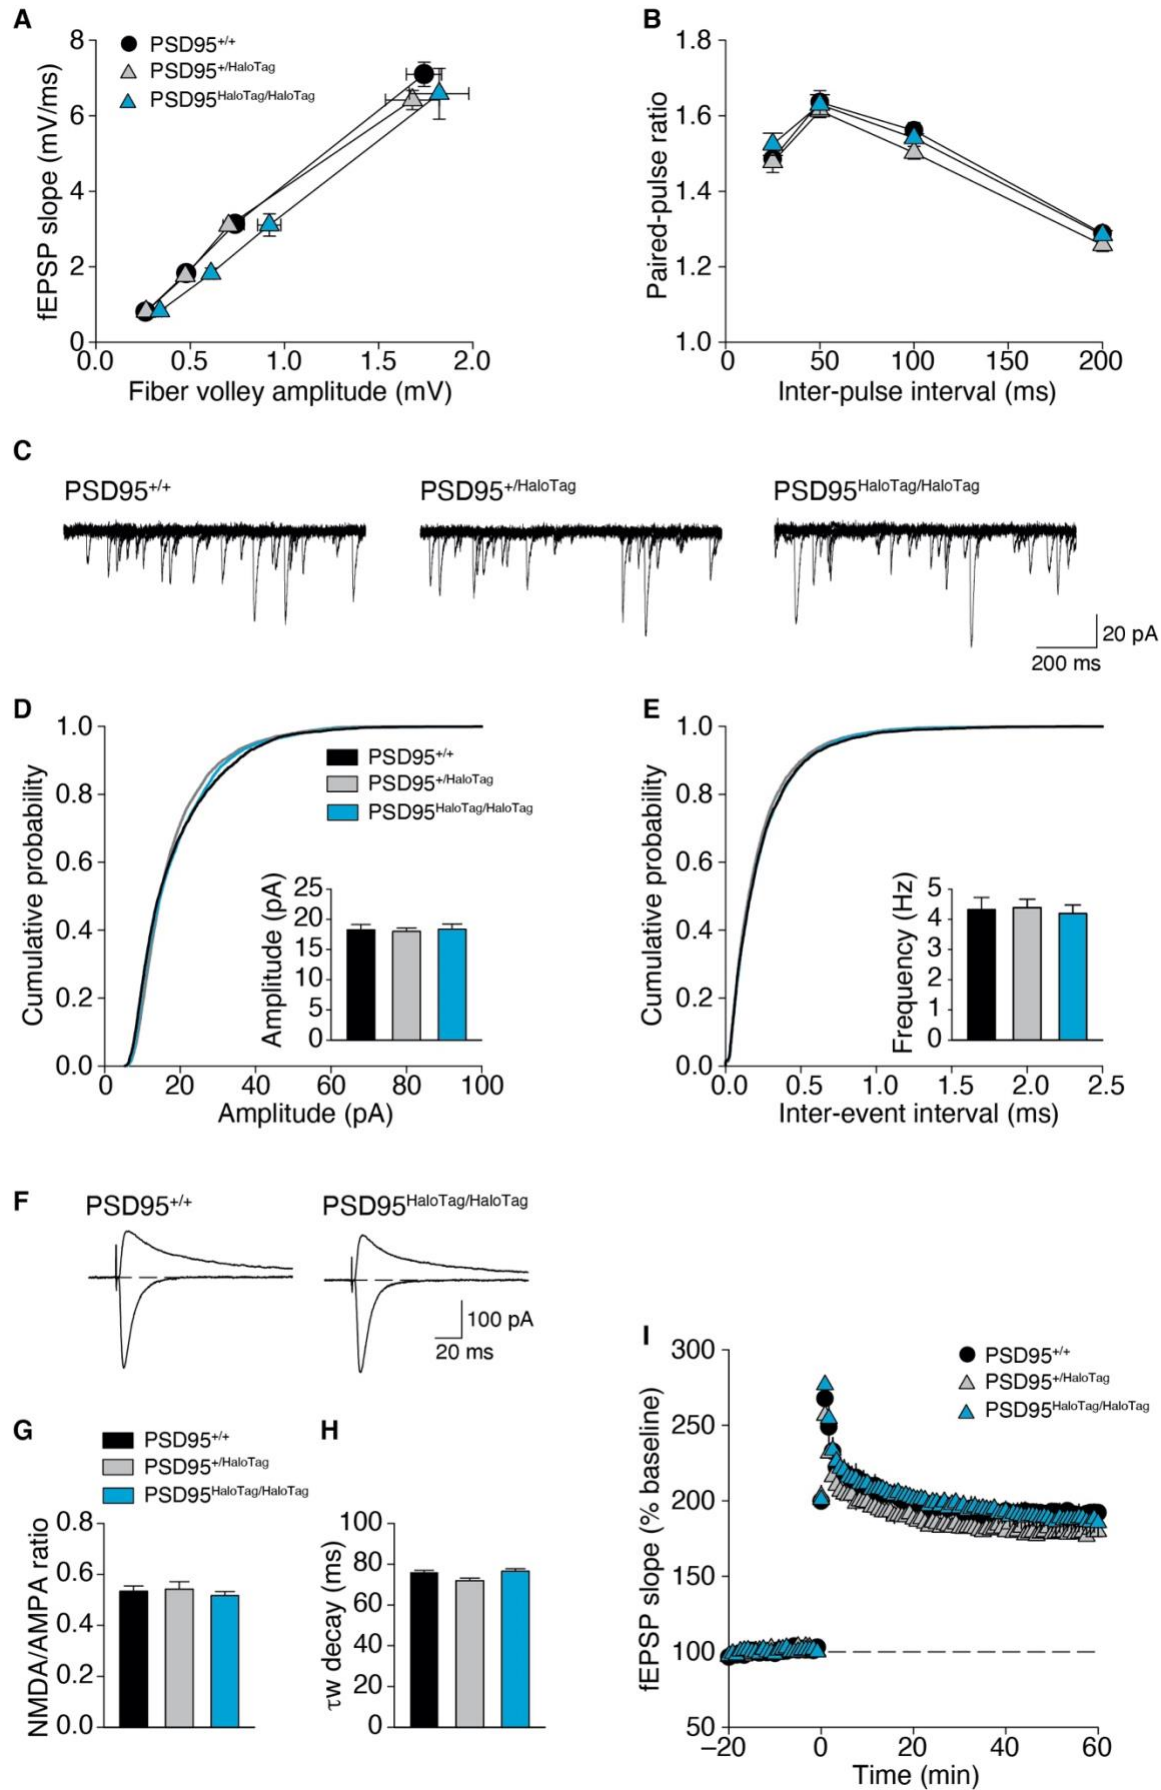 A
8
6
4
2
0
fEPSP slope (mV/ms)
PSD95+/+
PSD95+/HaloTag
PSD95HaloTag/HaloTag
0.0 0.5 1.0 1.5 2.0
Fiber volley amplitude (mV)
B
1.8
1.6
1.4
1.2
1.0
Paired-pulse ratio
0 50 100 150 200
Inter-pulse interval (ms)
C
PSD95+/+
PSD95+/HaloTag
PSD95HaloTag/HaloTag
20 pA
200 ms
D
1.0
0.8
0.6
0.4
0.2
0.0
Cumulative probability
PSD95+/+
PSD95+/HaloTag
PSD95HaloTag/HaloTag
25
20
15
10
5
0
Amplitude (pA)
0 20 40 60 80 100
Amplitude (pA)
E
1.0
0.8
0.6
0.4
0.2
0.0
Cumulative probability
5
4
3
2
1
0
Frequency (Hz)
0.0 0.5 1.0 1.5 2.0 2.5
Inter-event interval (ms)
F
PSD95+/+
PSD95HaloTag/HaloTag
100 pA
20 ms
G
PSD95+/+
PSD95+/HaloTag
PSD95HaloTag/HaloTag
0.8
0.6
0.4
0.2
0.0
NMDA/AMPA ratio
H
100
80
60
40
20
0
τw decay (ms)
I
300
250
200
150
100
50
fEPSP slope (% baseline)
PSD95+/+
PSD95+/HaloTag
PSD95HaloTag/HaloTag
−20 0 20 40 60
Time (min)